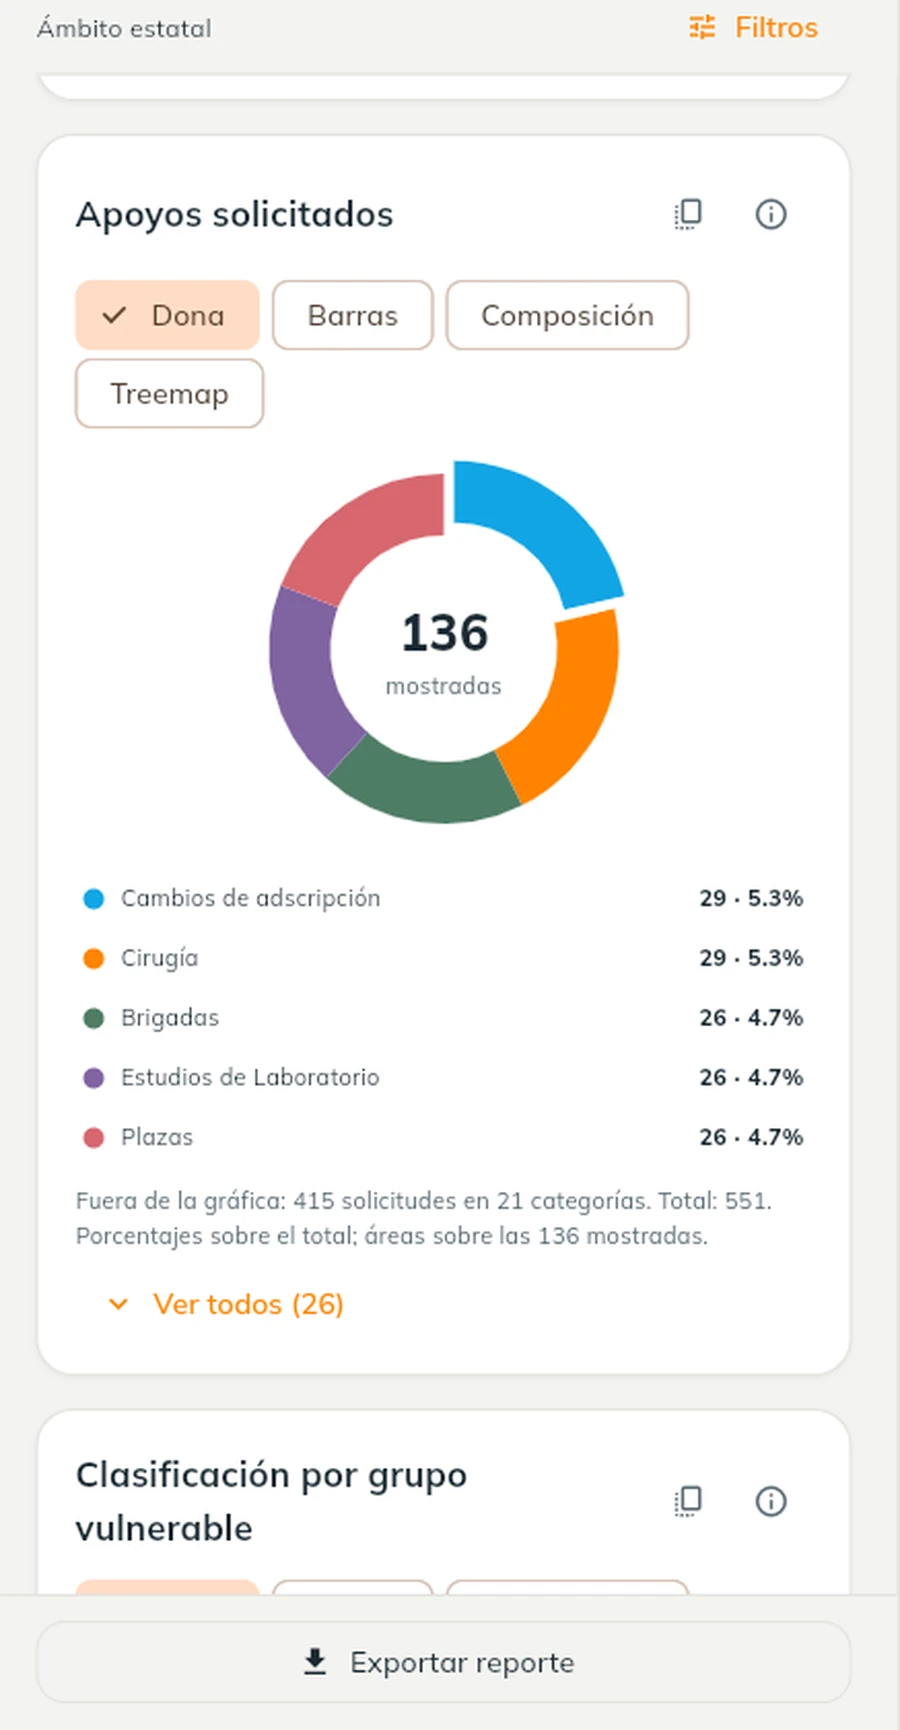 Ámbito estatal
Filtros
Apoyos solicitados
Dona
Barras
Composición
Treemap
136
mostradas
Cambios de adscripción 29 · 5.3%
Cirugía 29 · 5.3%
Brigadas 26 · 4.7%
Estudios de Laboratorio 26 · 4.7%
Plazas 26 · 4.7%
Fuera de la gráfica: 415 solicitudes en 21 categorías. Total: 551.
Porcentajes sobre el total; áreas sobre las 136 mostradas.
Ver todos (26)
Clasificación por grupo
vulnerable
Exportar reporte